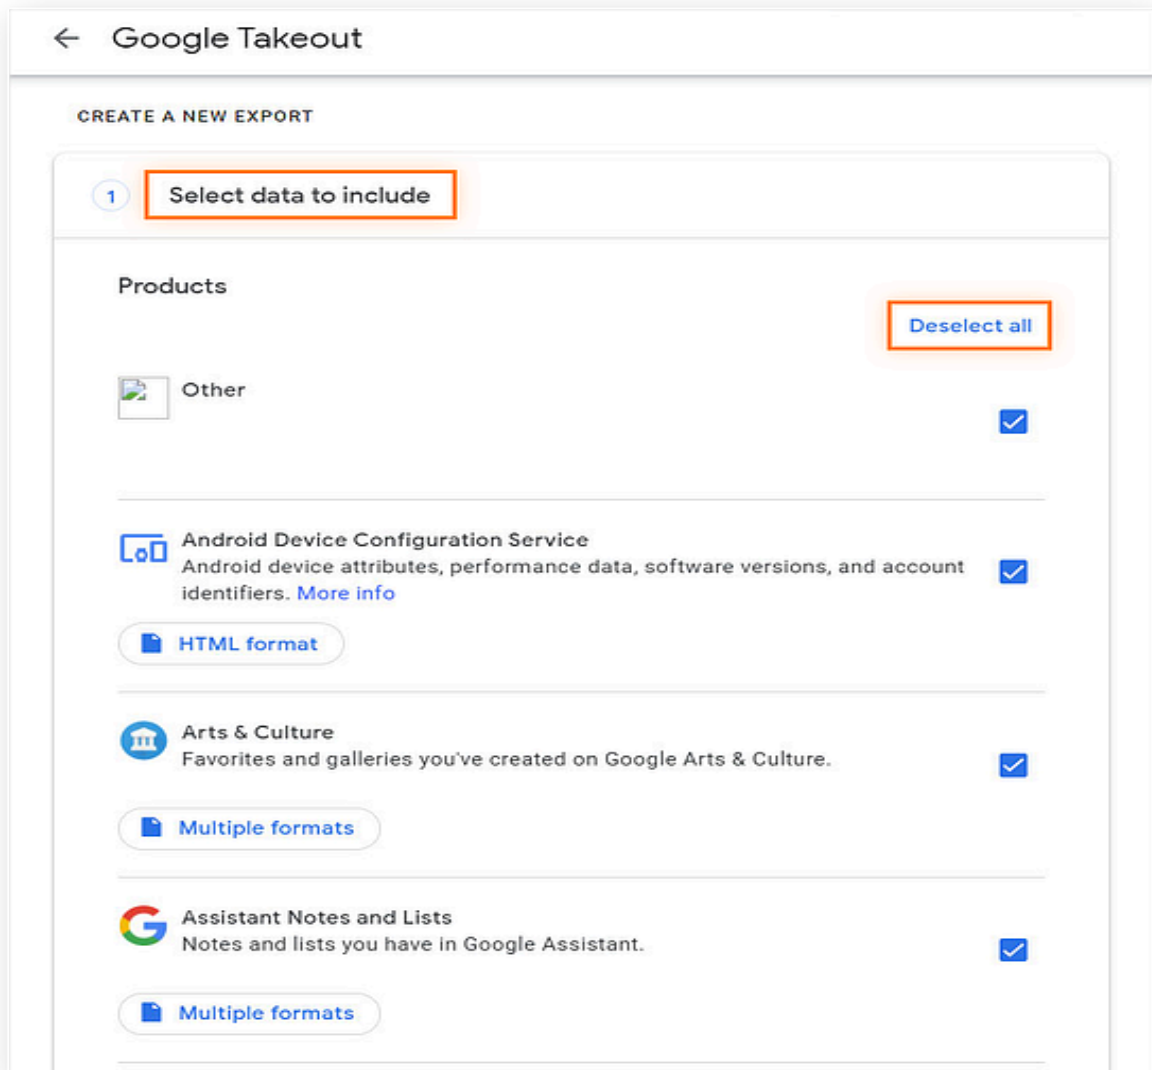 Google Takeout
CREATE A NEW EXPORT
1 Select data to include
Products
Deselect all
Other
Android Device Configuration Service
Android device attributes, performance data, software versions, and account
identifiers. More info
HTML format
Arts & Culture
Favorites and galleries you've created on Google Arts & Culture.
Multiple formats
Assistant Notes and Lists
Notes and lists you have in Google Assistant.
Multiple formats